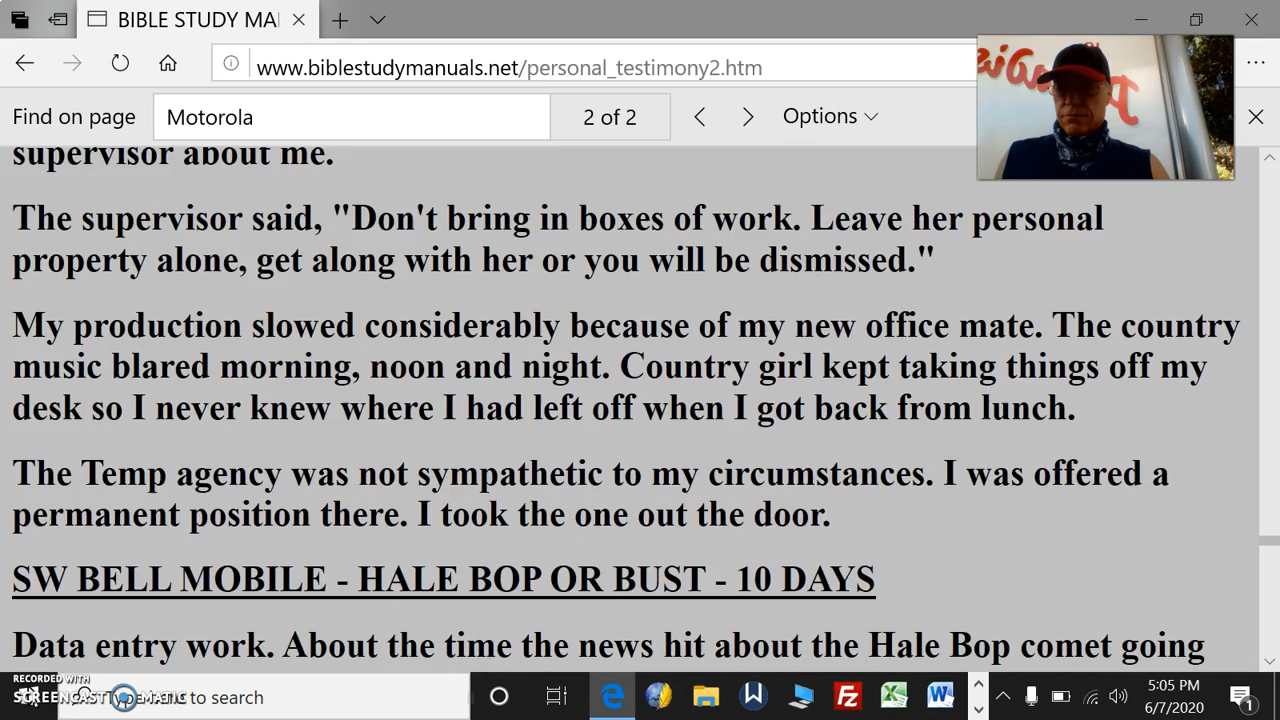 BIBLE STUDY MA
www.biblestudymanuals.net/personal_testimony2.htm
Find on page
Motorola
2 of 2
Options
supervisor about me.
The supervisor said, "Don't bring in boxes of work. Leave her personal
property alone, get along with her or you will be dismissed."
My production slowed considerably because of my new office mate. The country
music blared morning, noon and night. Country girl kept taking things off my
desk so I never knew where I had left off when I got back from lunch.
The Temp agency was not sympathetic to my circumstances. I was offered a
permanent position there. I took the one out the door.
SW BELL MOBILE - HALE BOP OR BUST - 10 DAYS
Data entry work. About the time the news hit about the Hale Bop comet going
RECORDED WITH
SCREENCAST MATIC
Type here to search
5:05 PM
6/7/2020
1